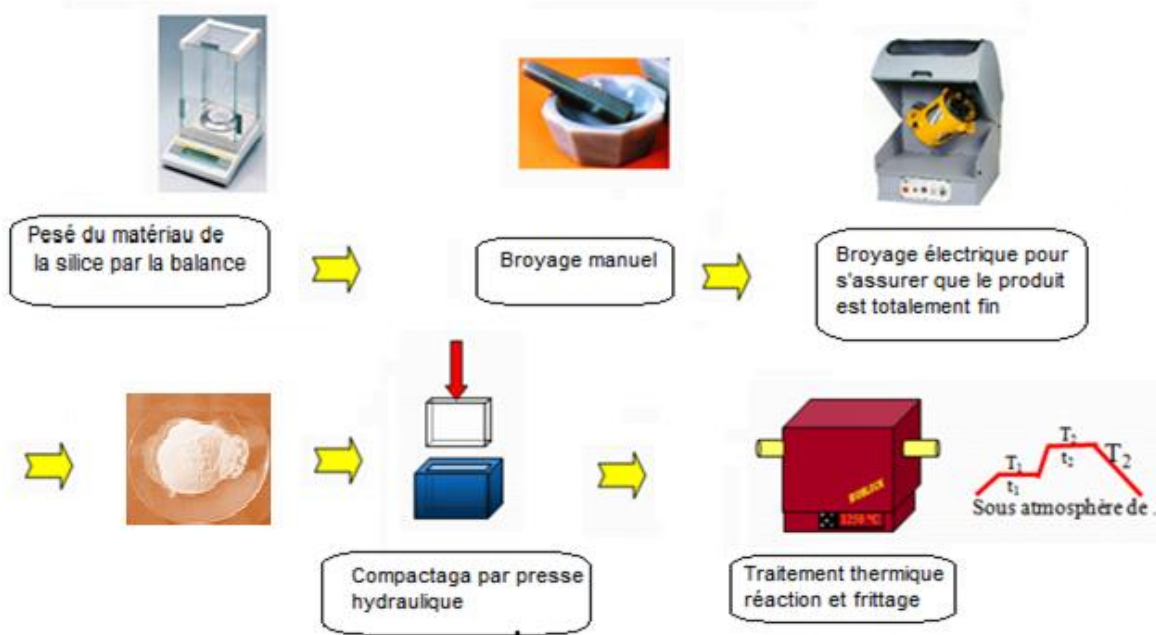 Pesé du matériau de
la silice par la balance
Broyage manuel
Broyage électrique pour
s'assurer que le produit
est totalement fin
T₁
t₁
T₂
t₂
T₂
Sous atmosphère de .
Compactaga par presse
hydraulique
Traitement thermique
réaction et frittage